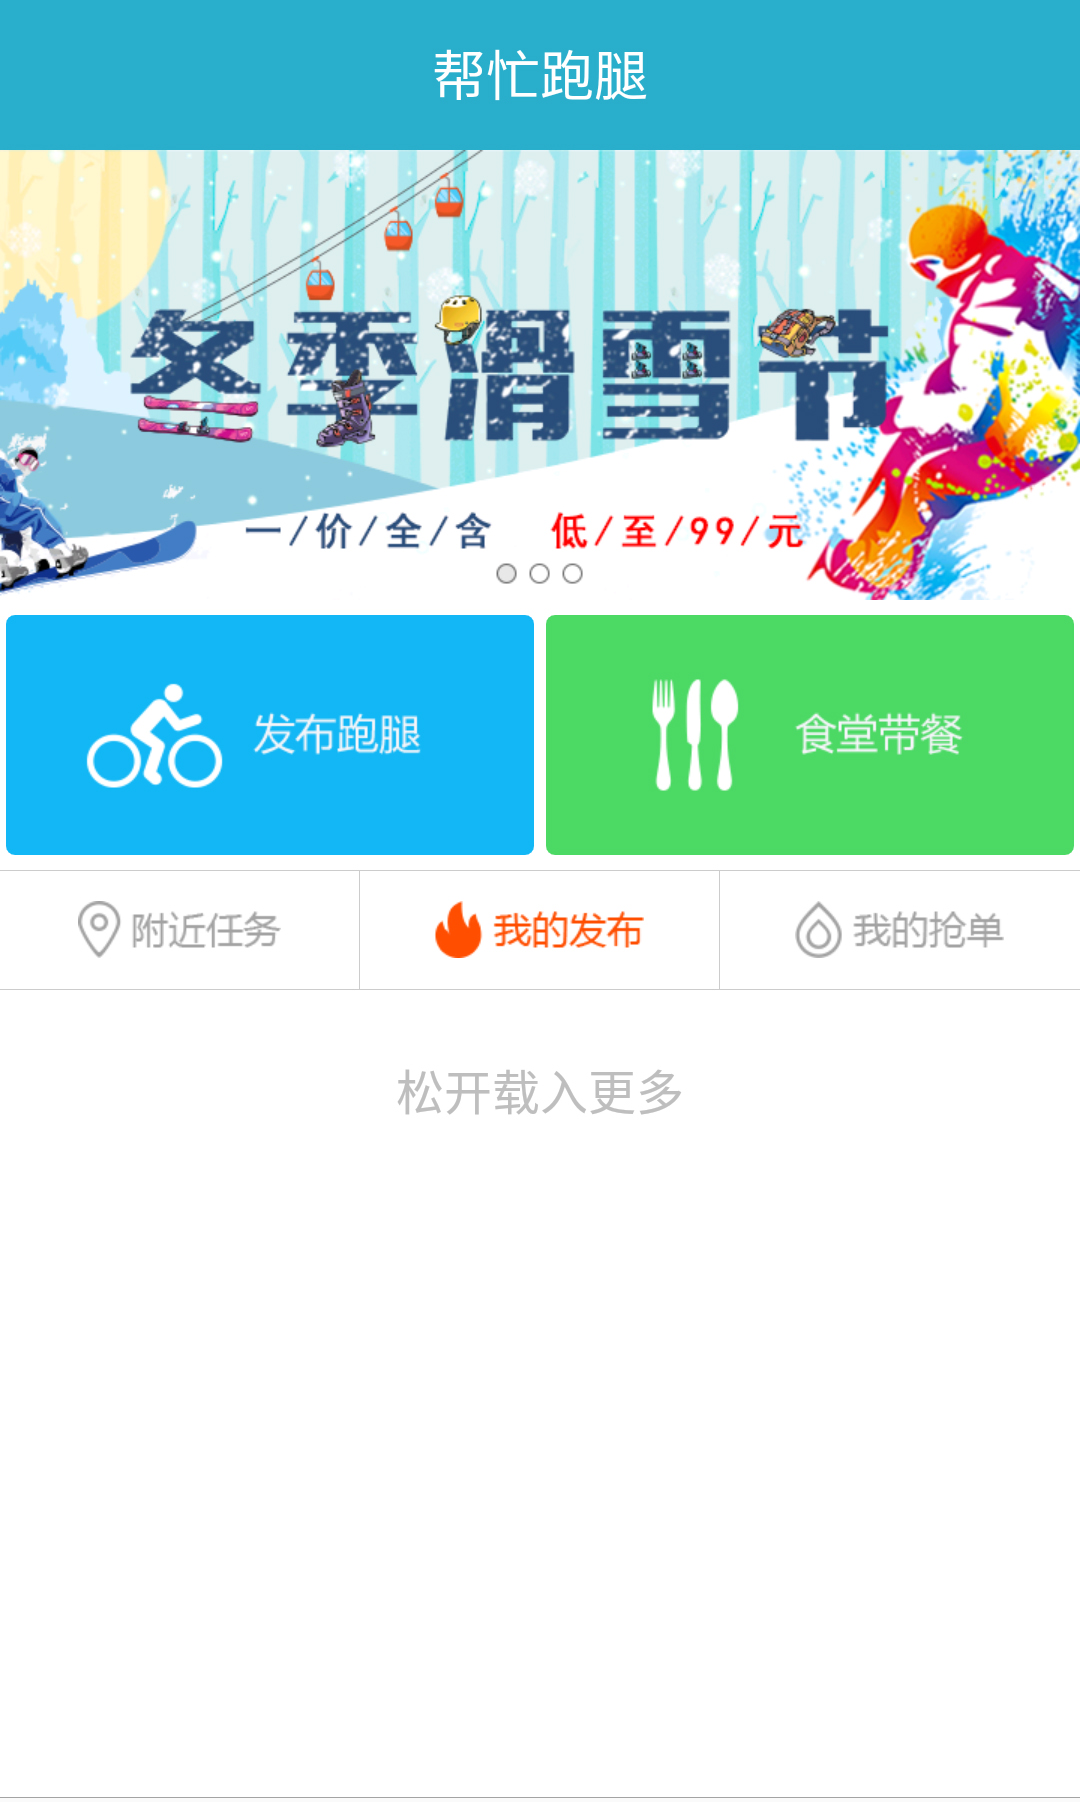 帮忙跑腿
冬季滑雪节
一/价/全/含 低/至/99/元
发布跑腿 食堂带餐
附近任务 我的发布 我的抢单
松开载入更多